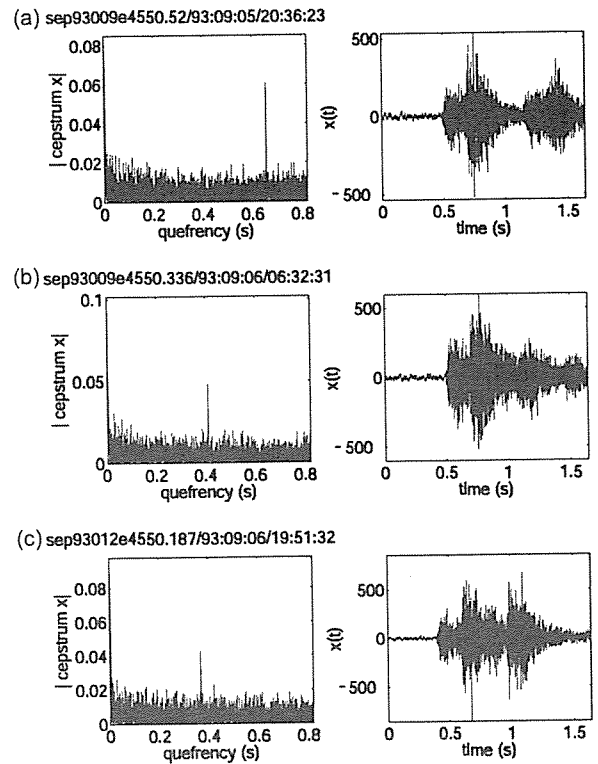 (a) sep93009e4550.52/93:09:05/20:36:23
| cepstrum x|
0.08
0.06
0.04
0.02
0
0 0.2 0.4 0.6 0.8
quefrency (s)
x(t)
500
0
-500
0 0.5 1 1.5
time (s)
(b) sep93009e4550.336/93:09:06/06:32:31
| cepstrum x|
0.1
0.05
0
0 0.2 0.4 0.6 0.8
quefrency (s)
x(t)
500
0
-500
0 0.5 1 1.5
time (s)
(c) sep93012e4550.187/93:09:06/19:51:32
| cepstrum x|
0.08
0.06
0.04
0.02
0
0 0.2 0.4 0.6 0.8
quefrency (s)
x(t)
500
0
-500
0 0.5 1 1.5
time (s)